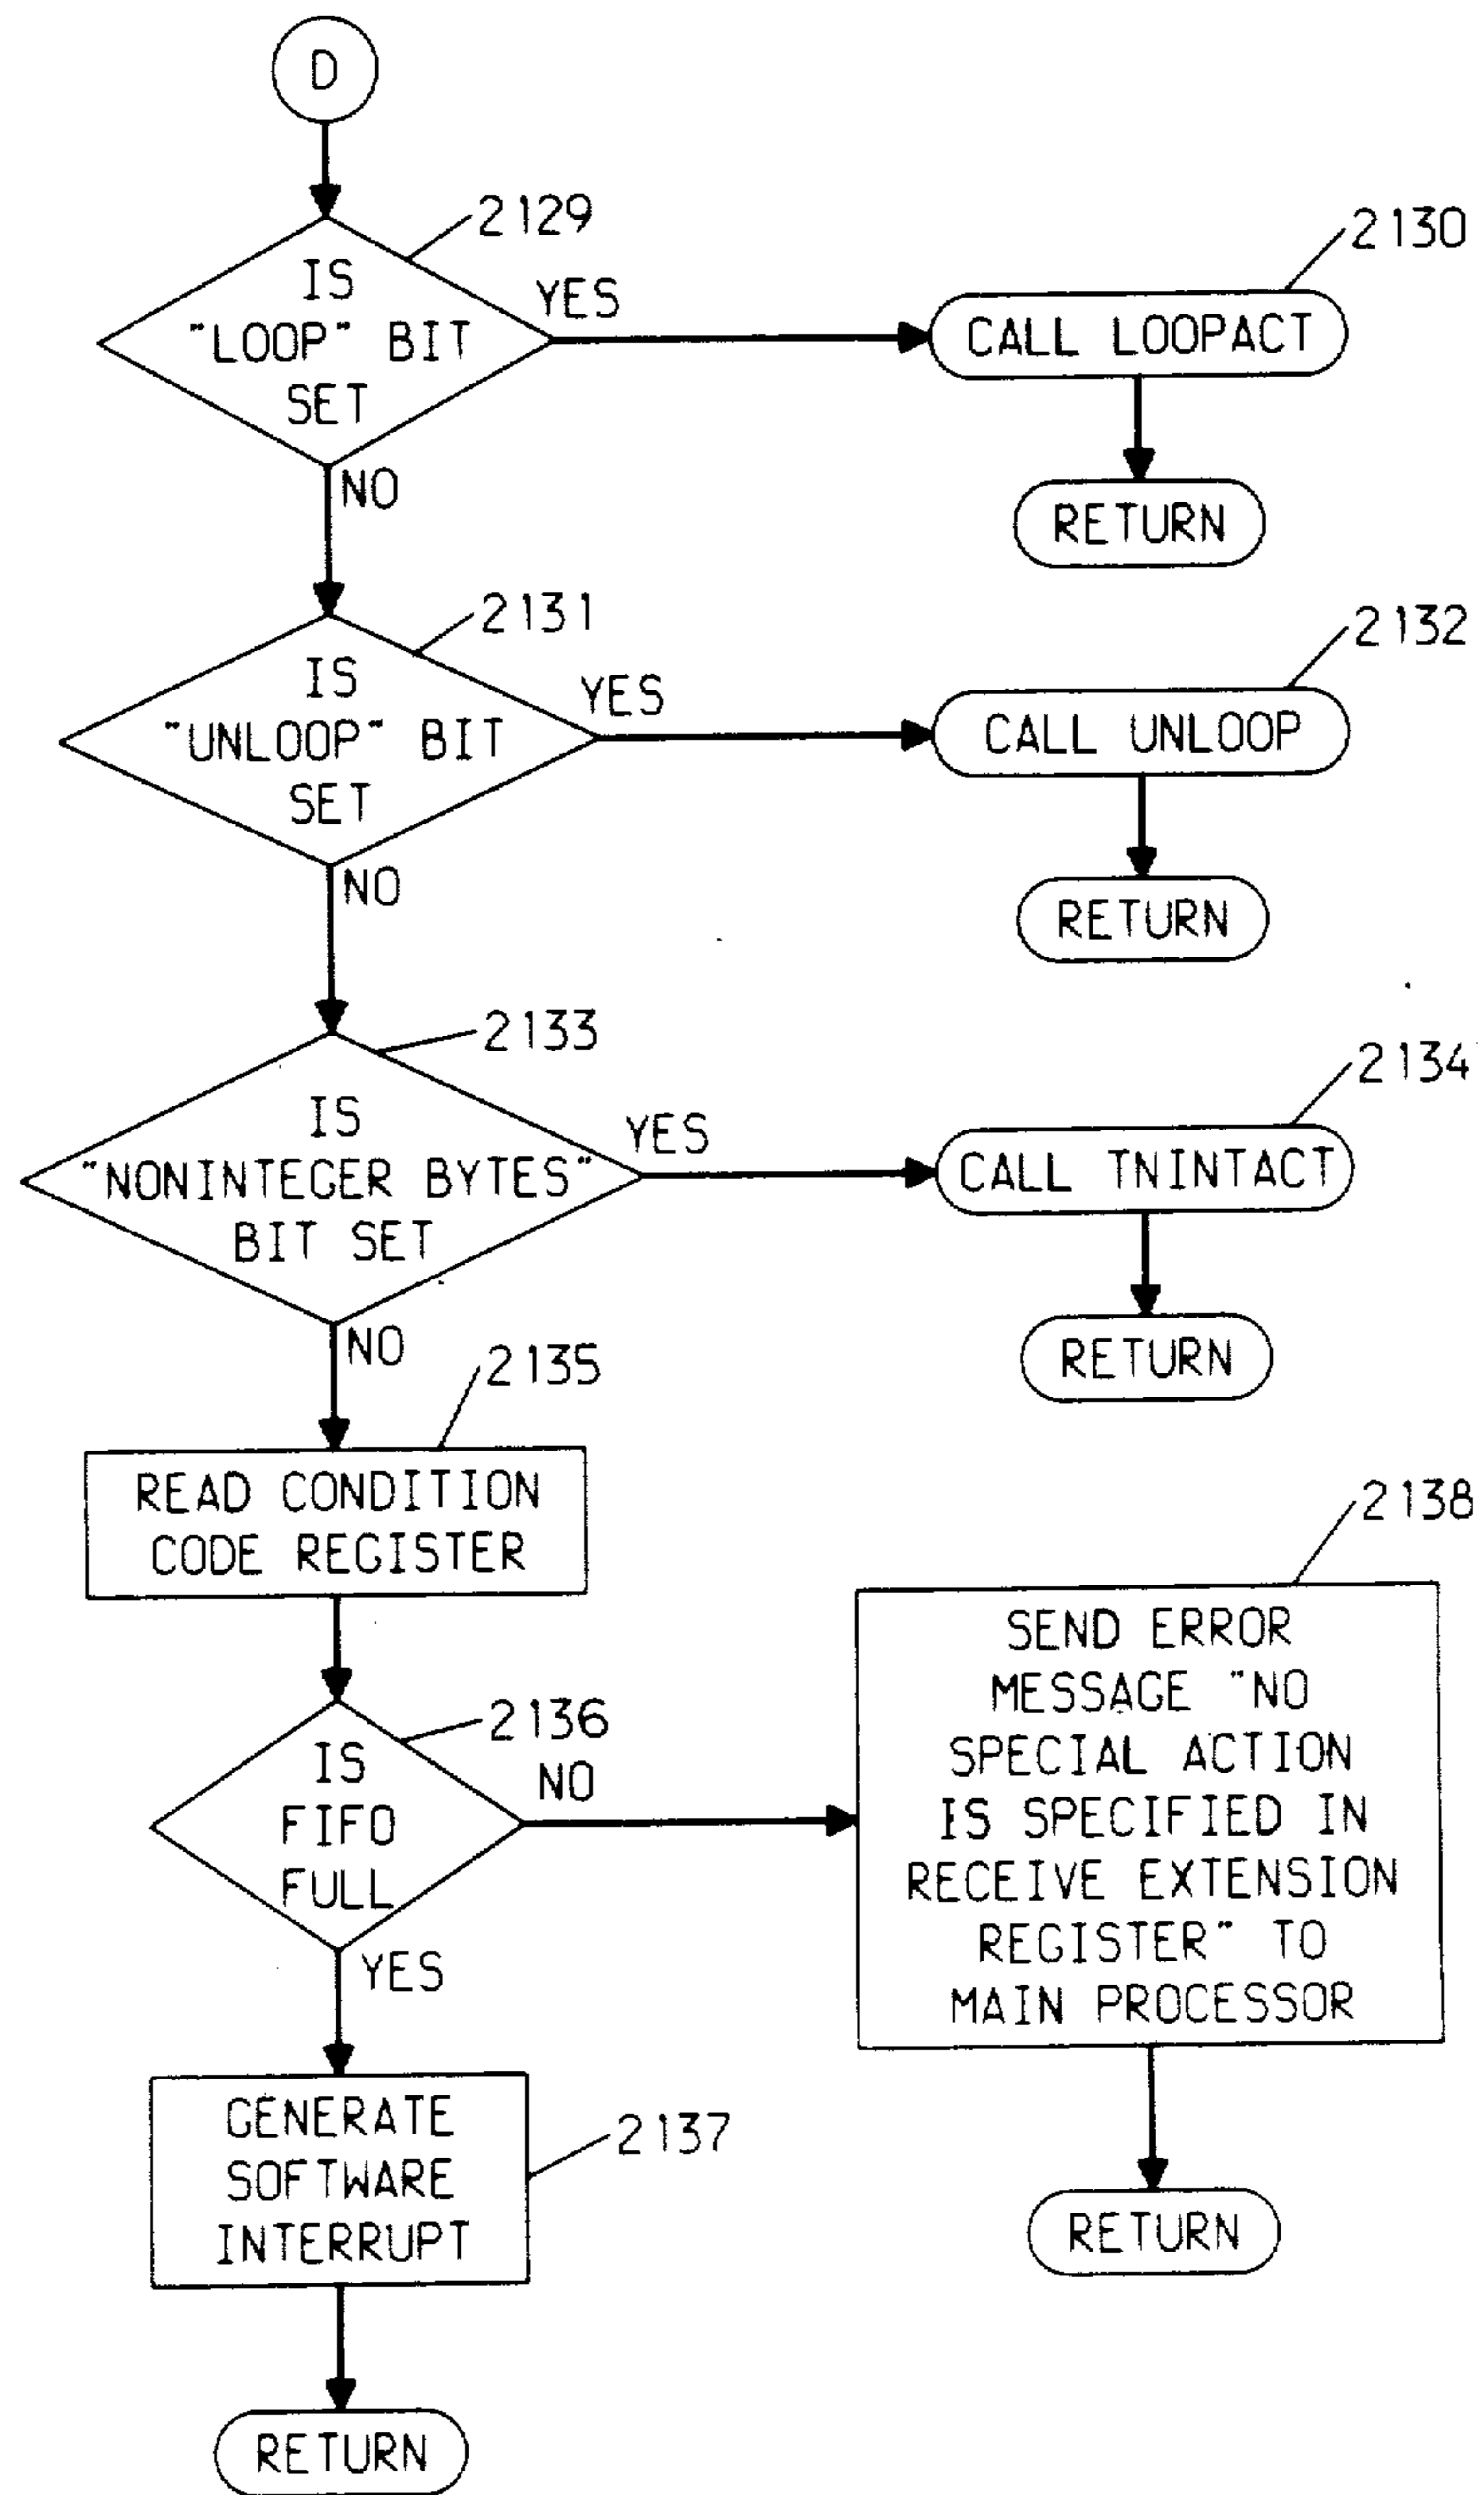 D
2129
IS
"LOOP" BIT
SET
YES
2130
CALL LOOPACT
RETURN
NO
2131
IS
"UNLOOP" BIT
SET
YES
2132
CALL UNLOOP
RETURN
NO
2133
IS
"NONINTEGER BYTES"
BIT SET
YES
2134
CALL TNINTACT
RETURN
NO
2135
READ CONDITION
CODE REGISTER
2136
IS
FIFO
FULL
NO
2138
SEND ERROR
MESSAGE "NO
SPECIAL ACTION
IS SPECIFIED IN
RECEIVE EXTENSION
REGISTER" TO
MAIN PROCESSOR
RETURN
YES
GENERATE
SOFTWARE
INTERRUPT
2137
RETURN